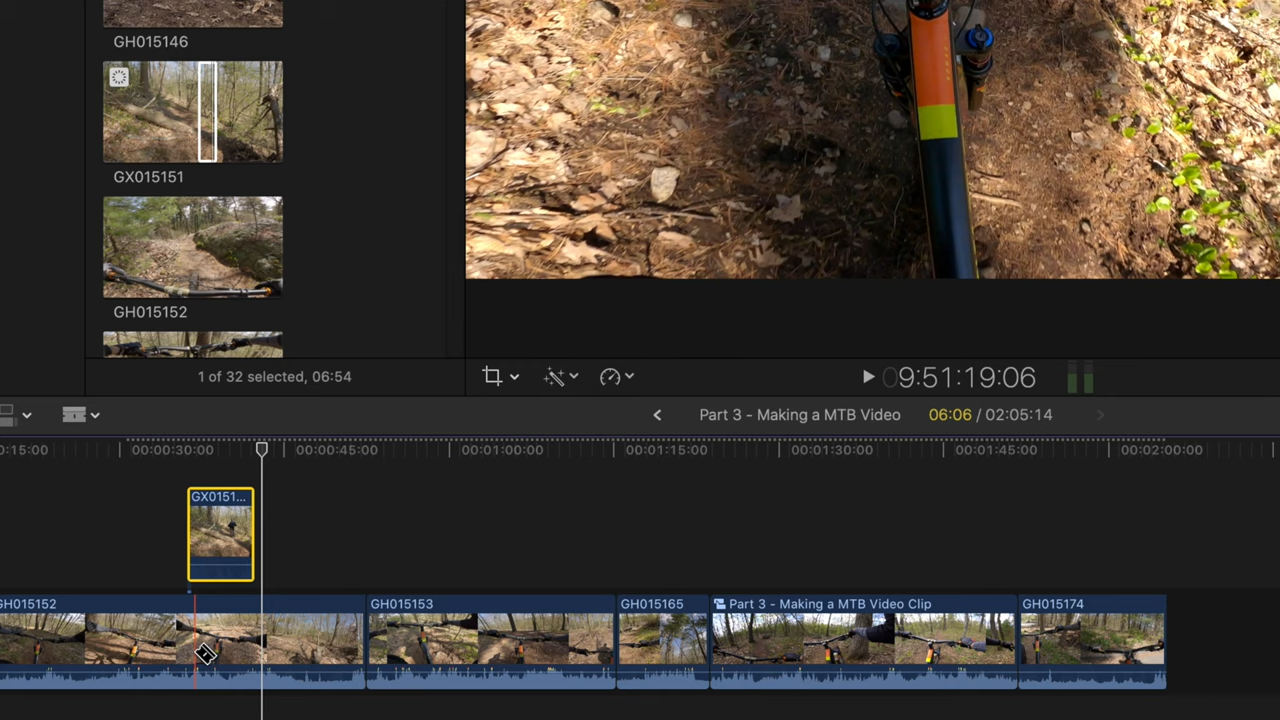 GH015146
GX015151
GH015152
1 of 32 selected, 06:54
09:51:19:06
Part 3 - Making a MTB Video
06:06 / 02:05:14
0:15:00
00:00:30:00
00:00:45:00
00:01:00:00
00:01:15:00
00:01:30:00
00:01:45:00
00:02:00:00
GX0151...
GH015152
GH015153
GH015165
Part 3 - Making a MTB Video Clip
GH015174